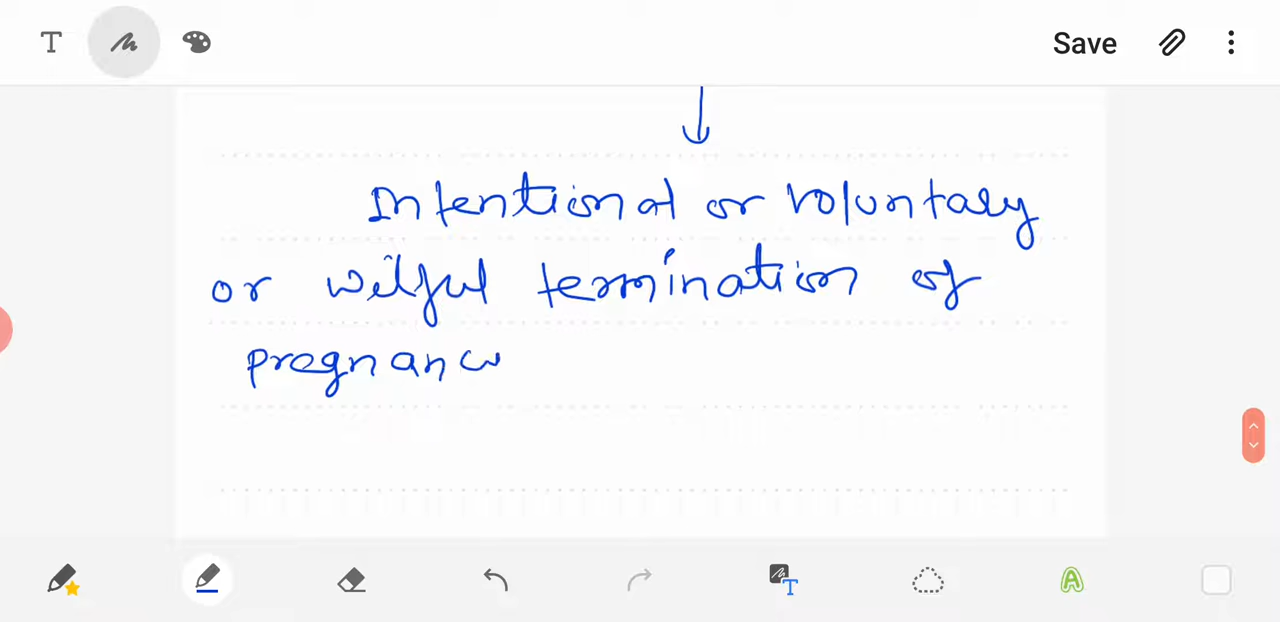 T
Save
Intentional or voluntary
or wilful termination of
pregnanc
T
A